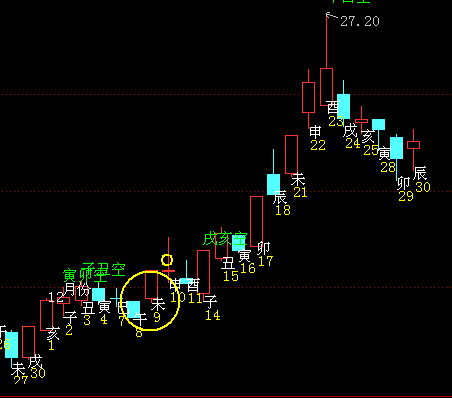 27.20
酉
23
申
22
戌
24
亥
25
寅
28
卯
29
辰
30
未
21
辰
18
戌亥空
卯
17
寅
16
丑
15
子丑空
寅卯空
12月份
酉
11
申
10
子
14
未
9
午
8
7
寅
4
丑
3
子
2
亥
1
戌
30
未
27